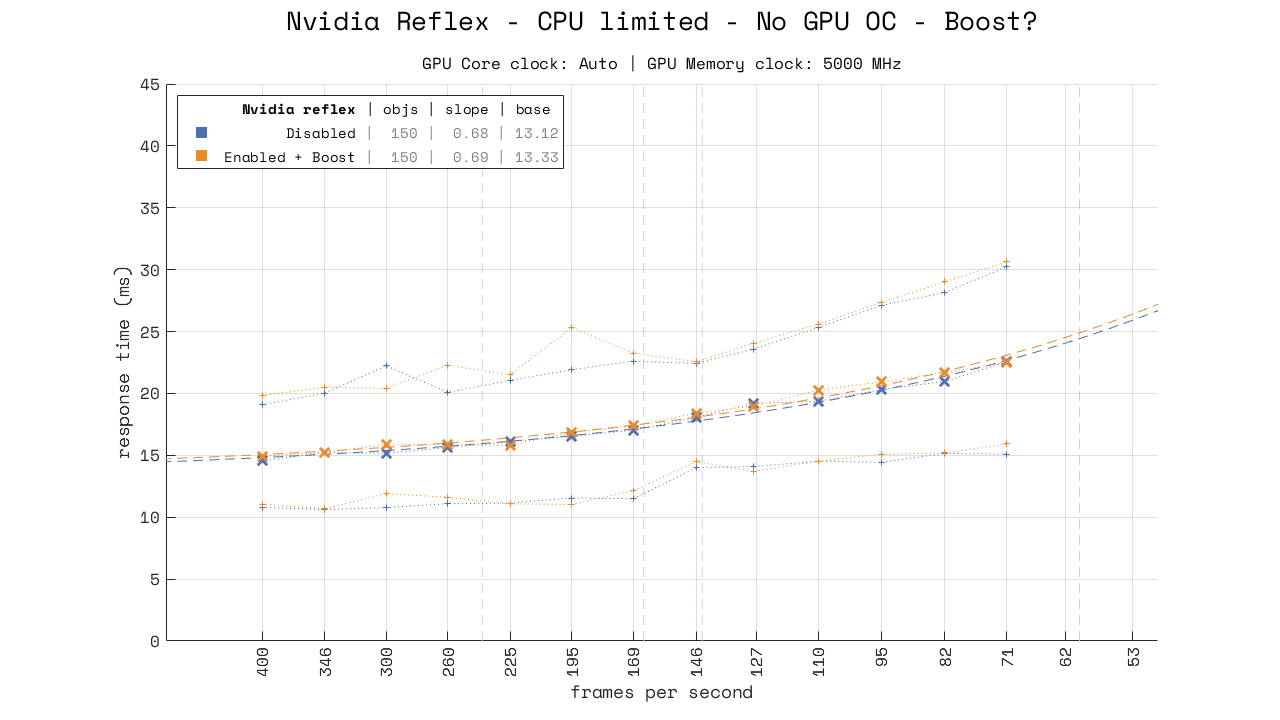 Nvidia Reflex - CPU limited - No GPU OC - Boost?
GPU Core clock: Auto | GPU Memory clock: 5000 MHz
Nvidia reflex | objs | slope | base
Disabled | 150 | 0.68 | 13.12
Enabled + Boost | 150 | 0.69 | 13.33
response time (ms)
45
40
35
30
25
20
15
10
5
0
400 346 300 260 225 195 169 146 127 110 95 82 71 62 53
frames per second